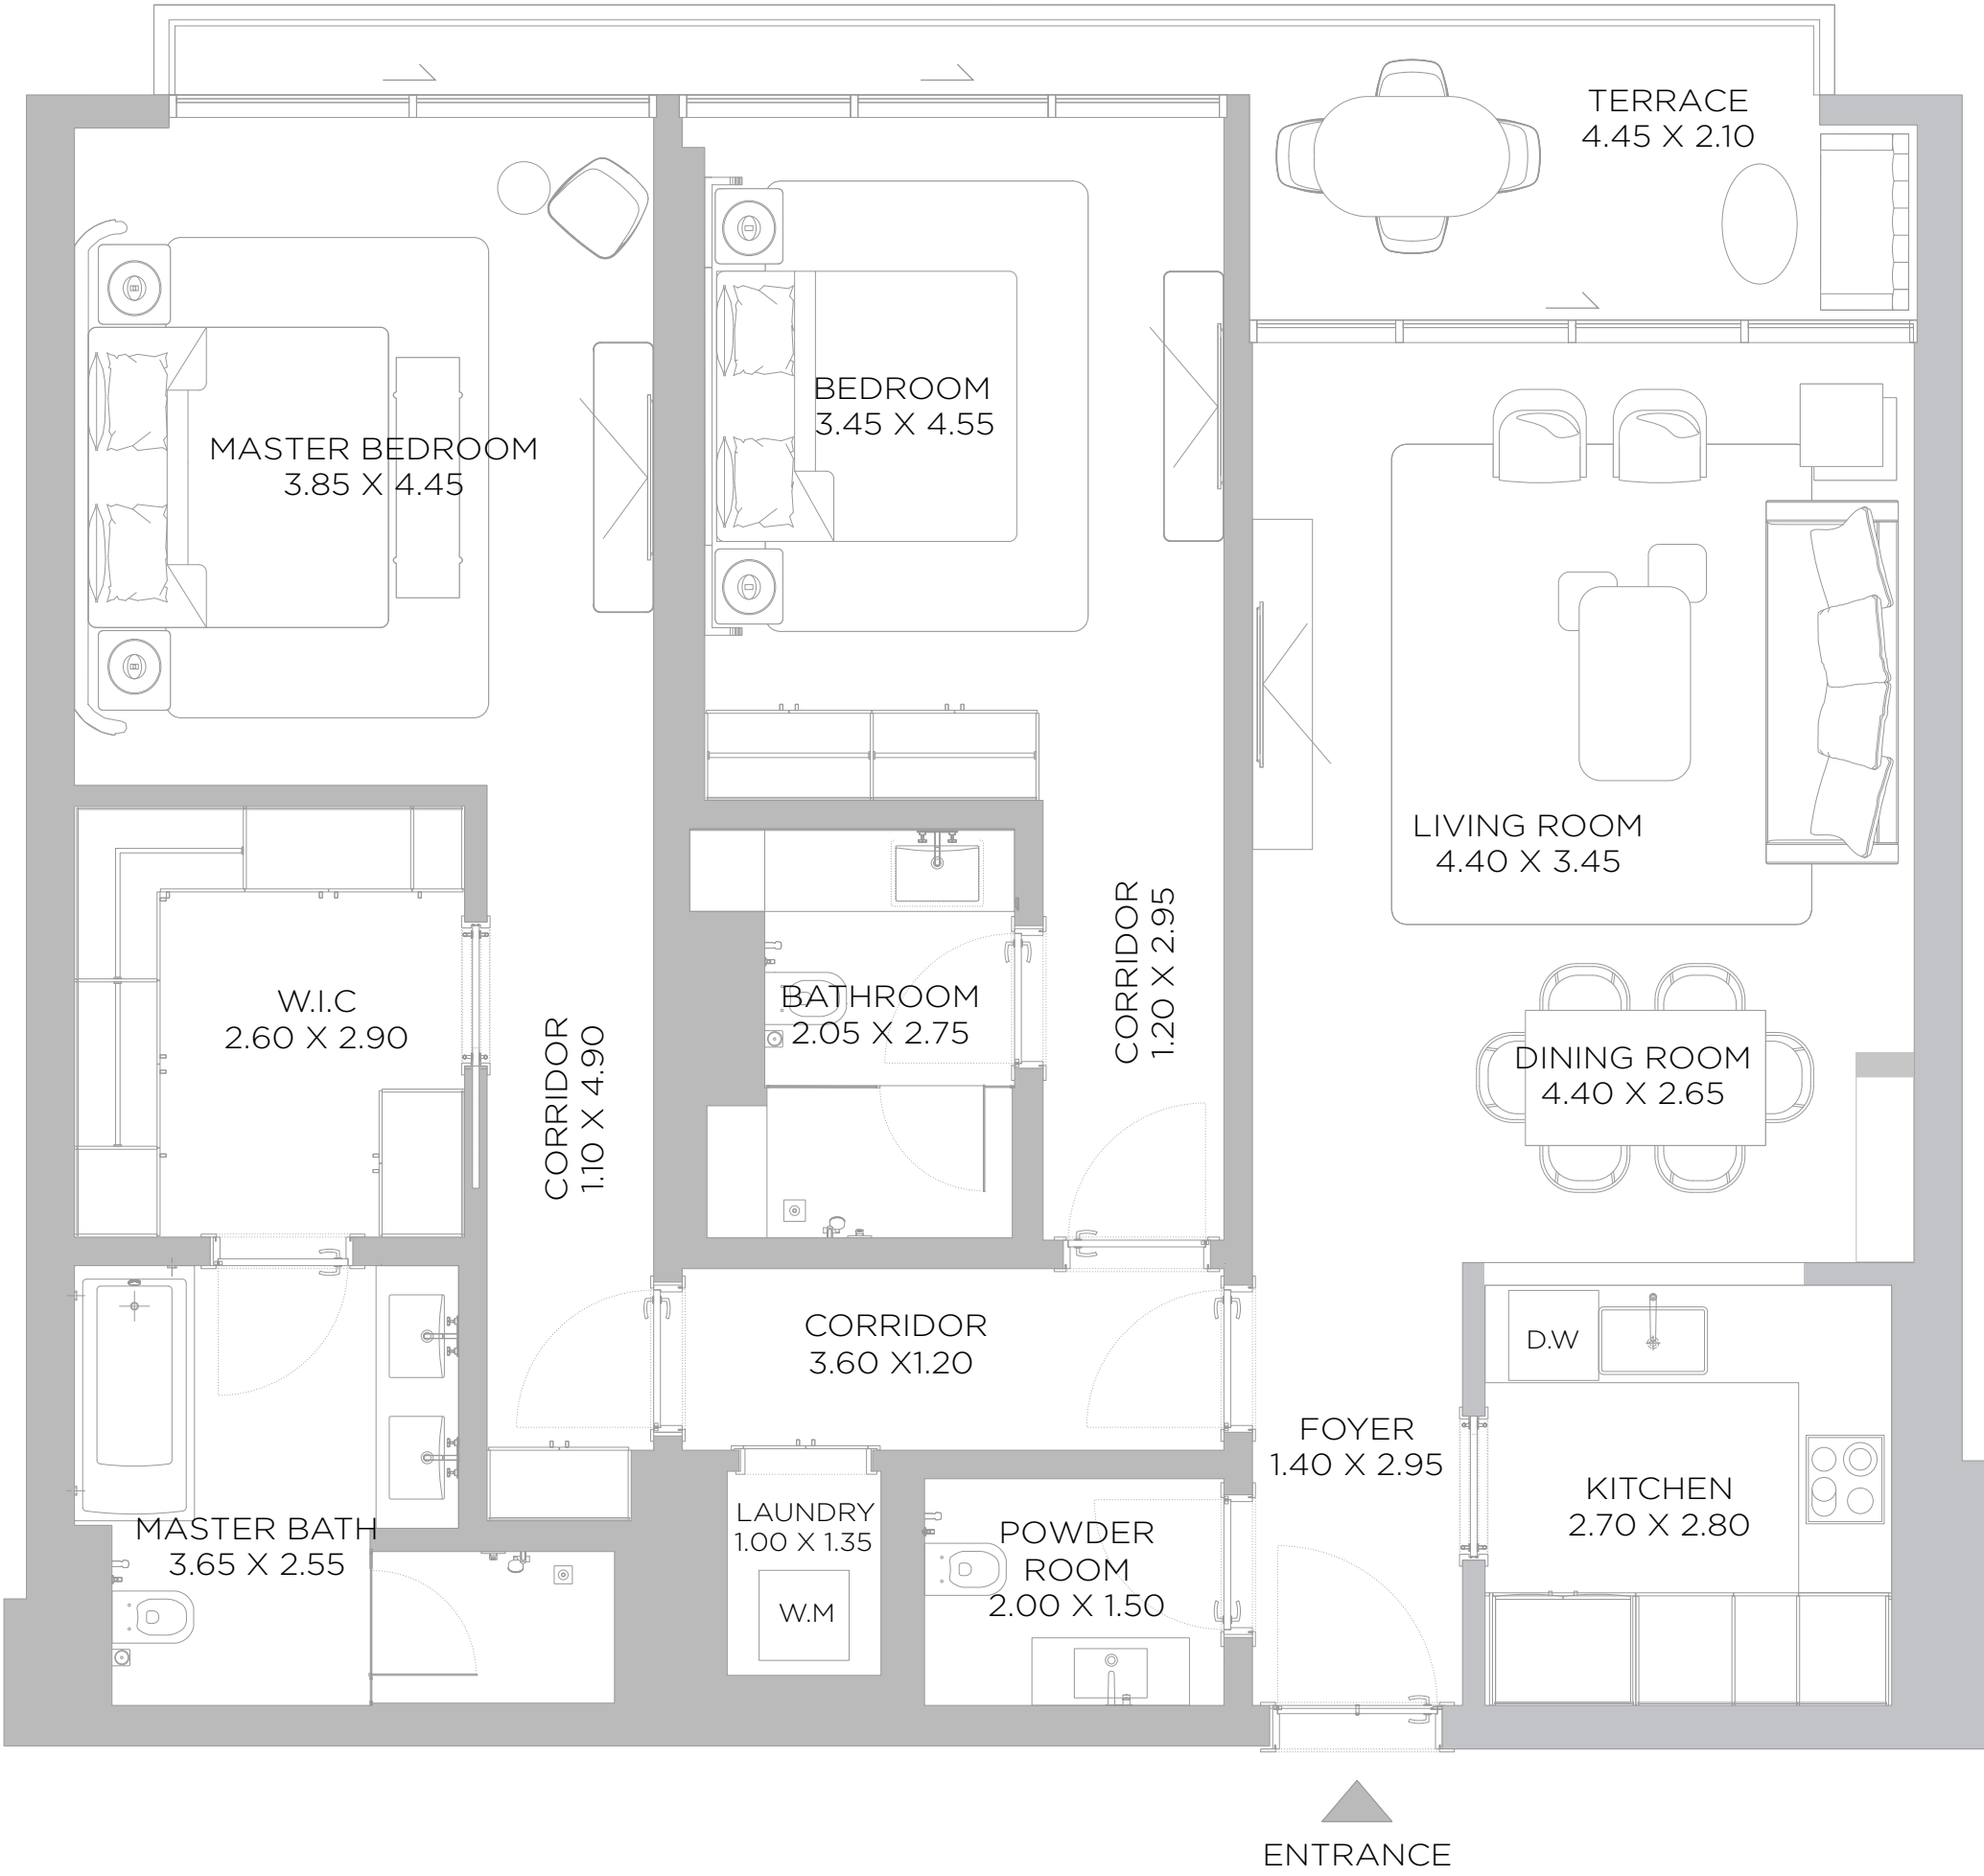 TERRACE
4.45 X 2.10
BEDROOM
3.45 X 4.55
MASTER BEDROOM
3.85 X 4.45
LIVING ROOM
4.40 X 3.45
CORRIDOR
1.20 X 2.95
W.I.C
2.60 X 2.90
BATHROOM
2.05 X 2.75
CORRIDOR
1.10 X 4.90
DINING ROOM
4.40 X 2.65
CORRIDOR
3.60 X1.20
D.W
FOYER
1.40 X 2.95
KITCHEN
2.70 X 2.80
LAUNDRY
1.00 X 1.35
POWDER
ROOM
2.00 X 1.50
MASTER BATH
3.65 X 2.55
W.M
ENTRANCE